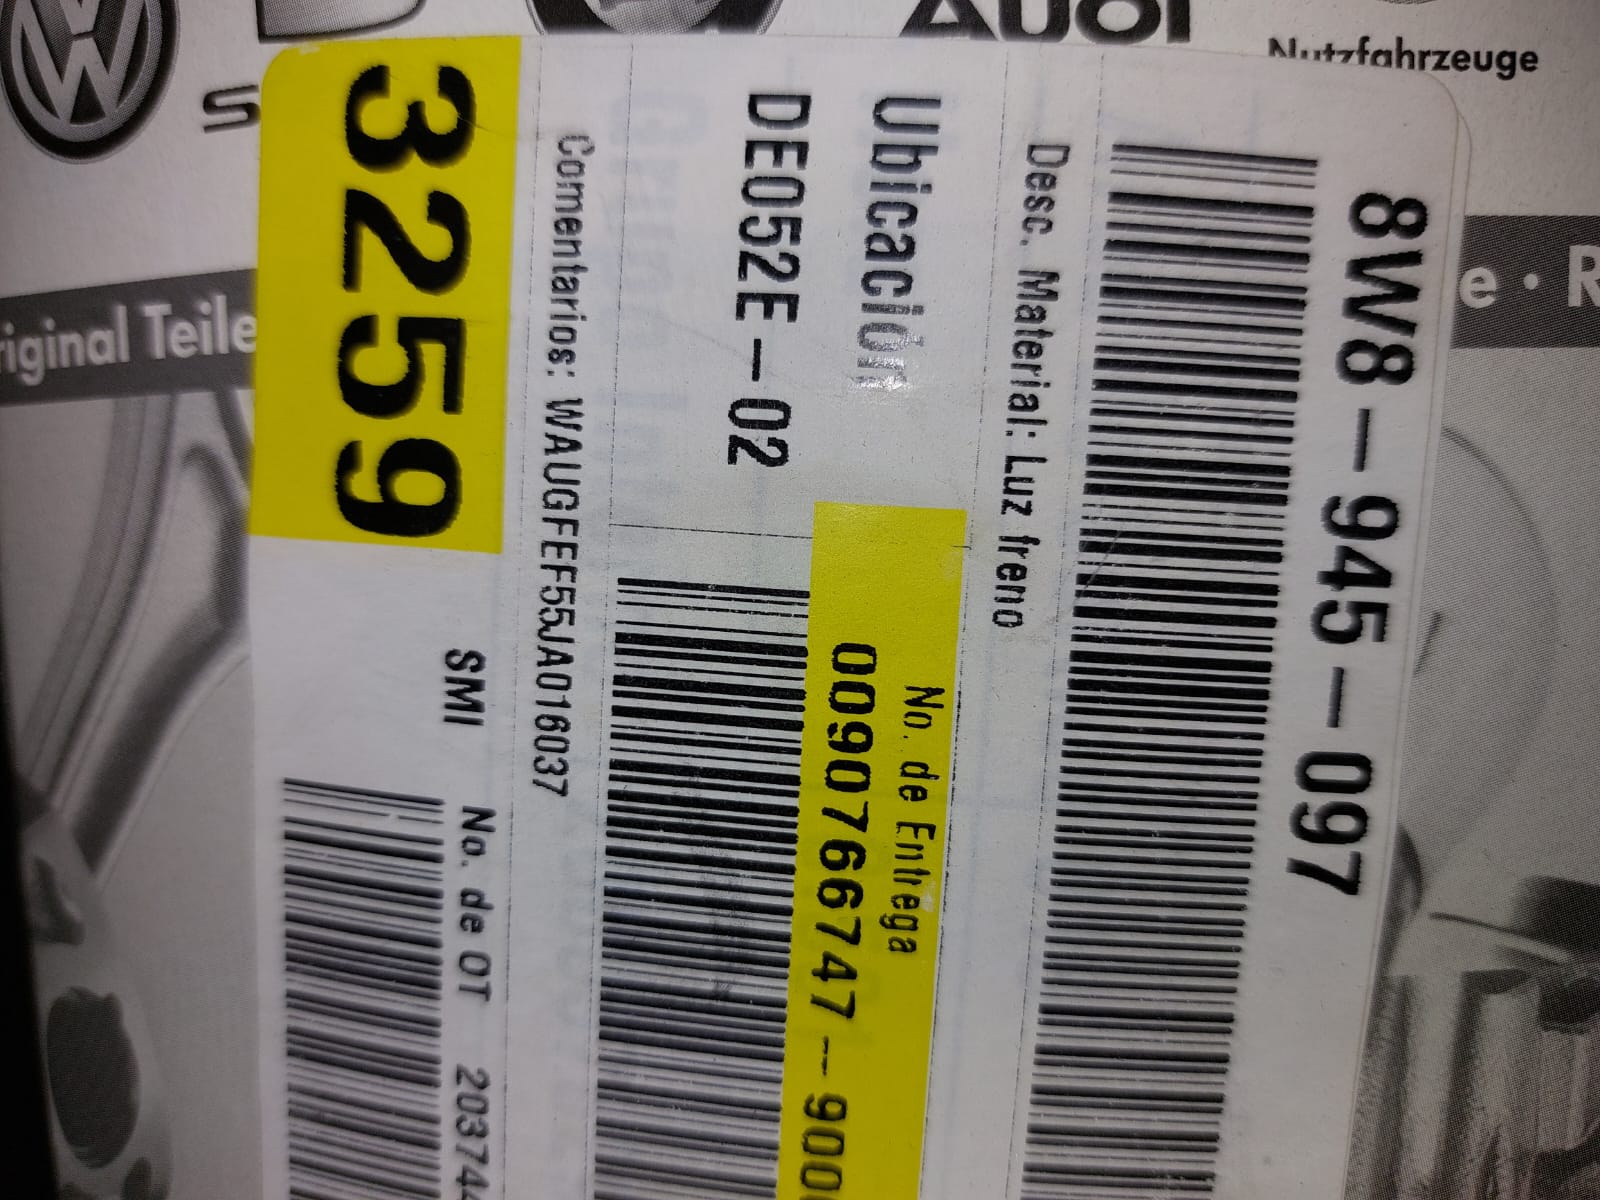 8W8-945-097
Desc. Material: Luz freno
Ubicación
DE052E-02
No. de Entrega
0090766747--900
Comentarios: WAUGFEF55JA016037
3259
SMI
No. de OT 203744
AUDI
Nutzfahrzeuge
riginal Teile
e • R
S